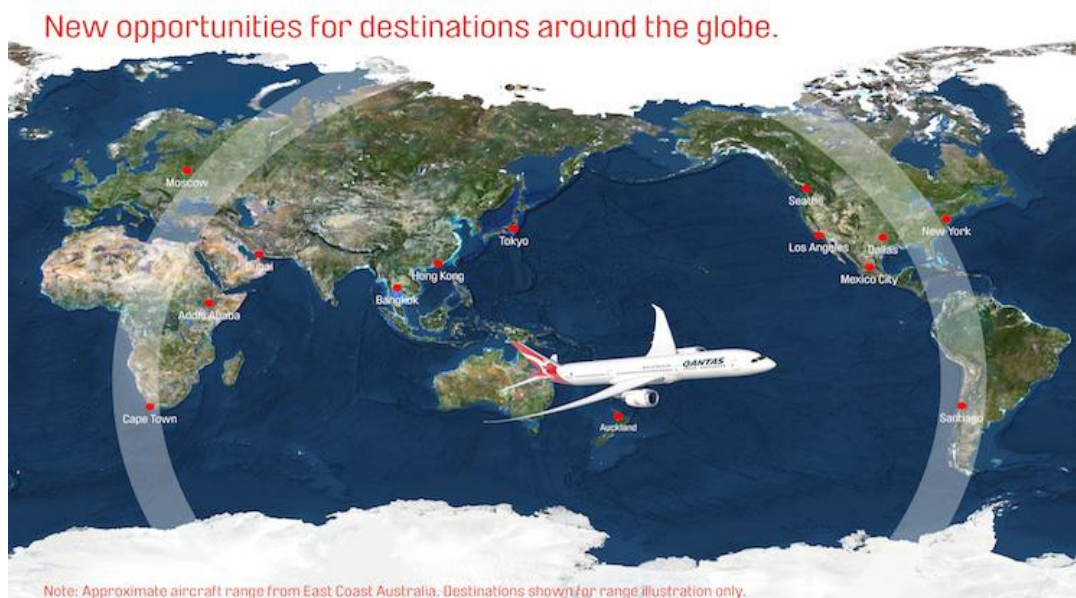 New opportunities for destinations around the globe.
Moscow
Seattle
New York
Tokyo
Los Angeles
Dallas
Dubai
Hong Kong
Mexico City
Bangkok
Addis Ababa
QANTAS
Cape Town
Santiago
Auckland
Note: Approximate aircraft range from East Coast Australia. Destinations shown for range illustration only.